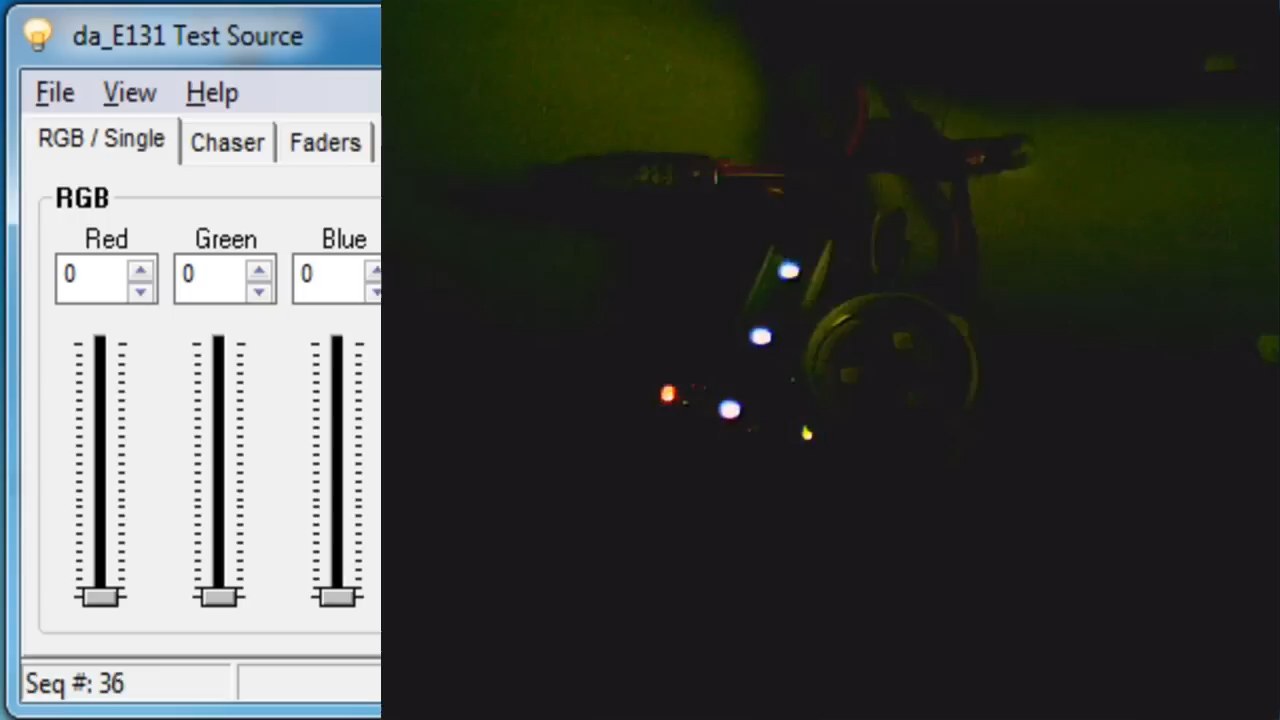 da_E131 Test Source
File View Help
RGB / Single Chaser Faders
RGB
Red Green Blue
0 0 0
Seq #: 36